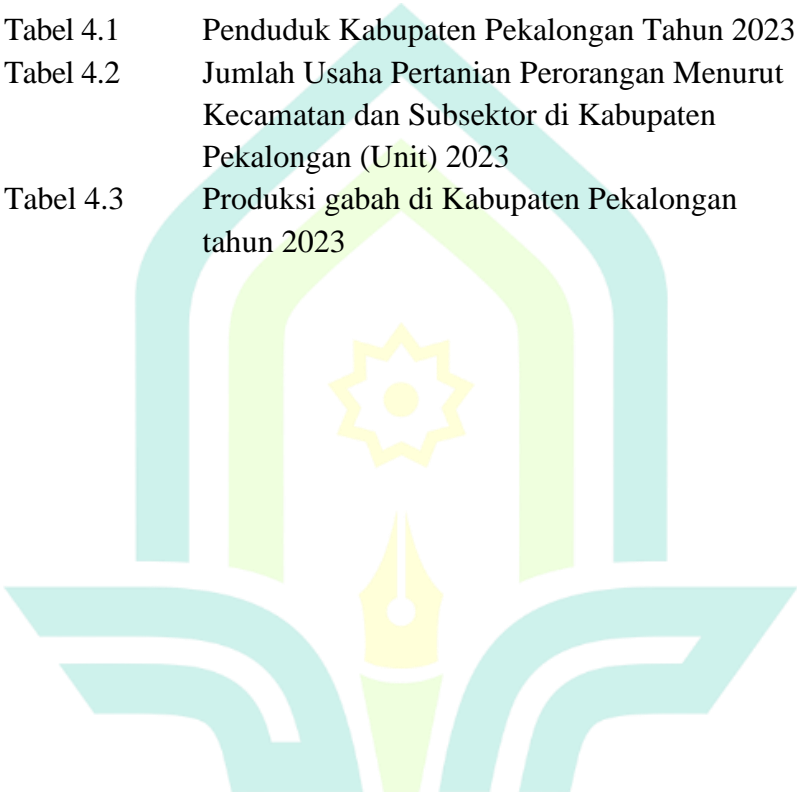 Tabel 4.1 Penduduk Kabupaten Pekalongan Tahun 2023
Tabel 4.2 Jumlah Usaha Pertanian Perorangan Menurut
Kecamatan dan Subsektor di Kabupaten
Pekalongan (Unit) 2023
Tabel 4.3 Produksi gabah di Kabupaten Pekalongan
tahun 2023